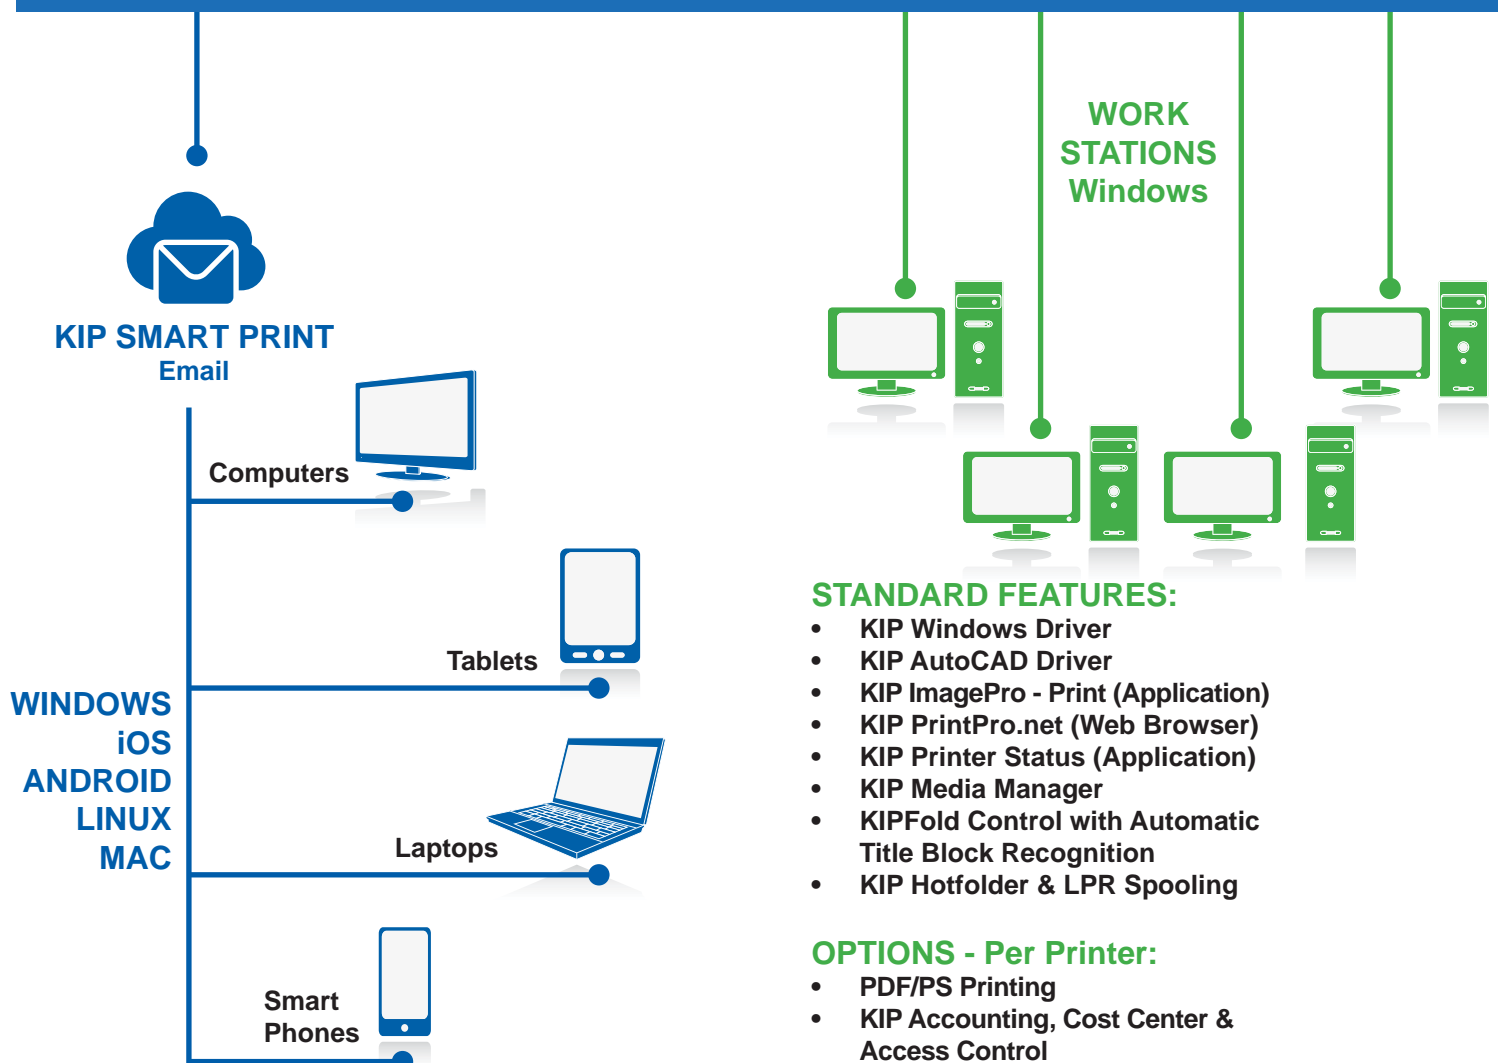 KIP SMART PRINT
Email
Computers
Tablets
WINDOWS
iOS
ANDROID
LINUX
MAC
Laptops
Smart
Phones
WORK
STATIONS
Windows
STANDARD FEATURES:
• KIP Windows Driver
• KIP AutoCAD Driver
• KIP ImagePro - Print (Application)
• KIP PrintPro.net (Web Browser)
• KIP Printer Status (Application)
• KIP Media Manager
• KIPFold Control with Automatic
Title Block Recognition
• KIP Hotfolder & LPR Spooling
OPTIONS - Per Printer:
• PDF/PS Printing
• KIP Accounting, Cost Center &
Access Control